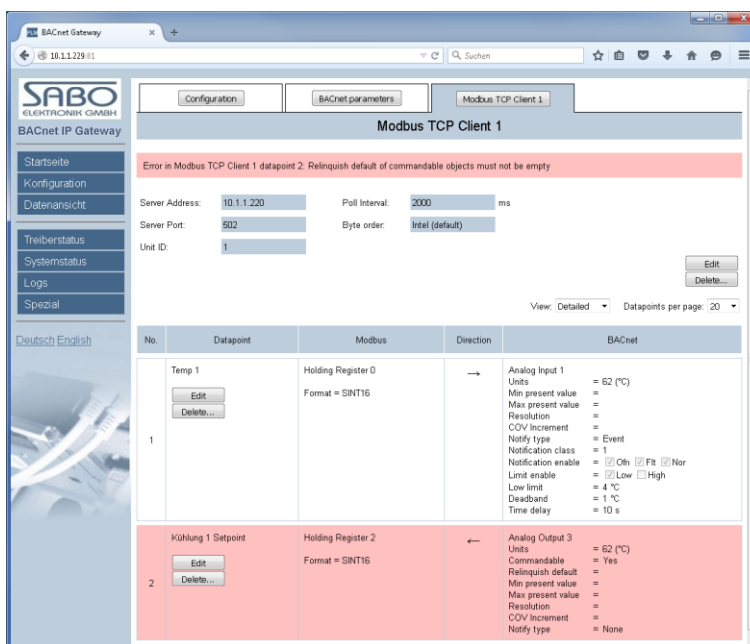 BACnet Gateway
10.1.1.229:81
Suchen
SABO
ELEKTRONIK GMBH
BACnet IP Gateway
Startseite
Konfiguration
Datenansicht
Treiberstatus
Systemstatus
Logs
Spezial
Deutsch English
Configuration
BACnet parameters
Modbus TCP Client 1
Modbus TCP Client 1
Error in Modbus TCP Client 1 datapoint 2: Relinquish default of commandable objects must not be empty
Server Address: 10.1.1.220 Poll Interval: 2000 ms
Server Port: 502 Byte order: Intel (default)
Unit ID: 1
Edit
Delete...
View: Detailed Datapoints per page: 20
No. Datapoint Modbus Direction BACnet
1
Temp 1
Edit
Delete...
Holding Register 0
Format = SINT16
→
Analog Input 1
Units = 62 (°C)
Min present value =
Max present value =
Resolution =
COV Increment =
Notify type = Event
Notification class = 1
Notification enable = Ofn Flt Nor
Limit enable = Low High
Low limit = 4 °C
Deadband = 1 °C
Time delay = 10 s
2
Kühlung 1 Setpoint
Edit
Delete...
Holding Register 2
Format = SINT16
←
Analog Output 3
Units = 62 (°C)
Commandable = Yes
Relinquish default =
Min present value =
Max present value =
Resolution =
COV Increment =
Notify type = None